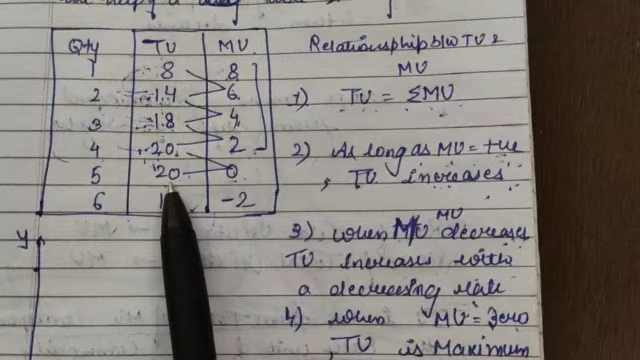 Qty TU MU
1 8 8
2 14 6
3 18 4
4 20 2
5 20 0
6 -2
Relationship b/w TU &
MU
1) TU = ΣMU
2) As long as MU = +ve
, TU increases
MU
3) when MU decreases
TU increases with
a decreasing rate
4) when MU = zero
, TU is Maximum
y